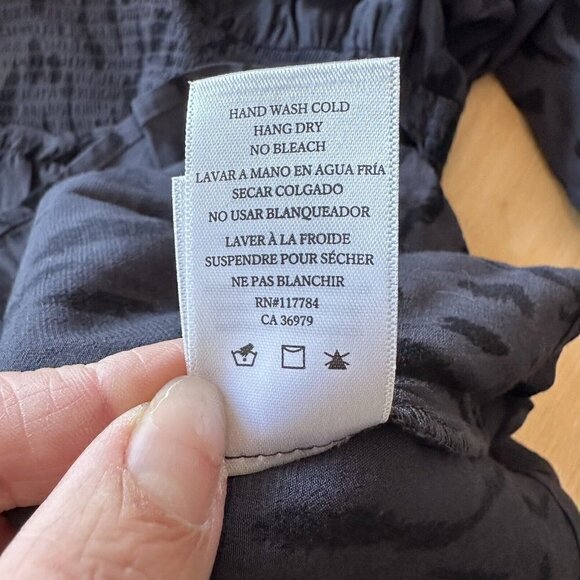 HAND WASH COLD
HANG DRY
NO BLEACH
LAVAR A MANO EN AGUA FRÍA
SECAR COLGADO
NO USAR BLANQUEADOR
LAVER À LA FROIDE
SUSPENDRE POUR SÉCHER
NE PAS BLANCHIR
RN#117784
CA 36979